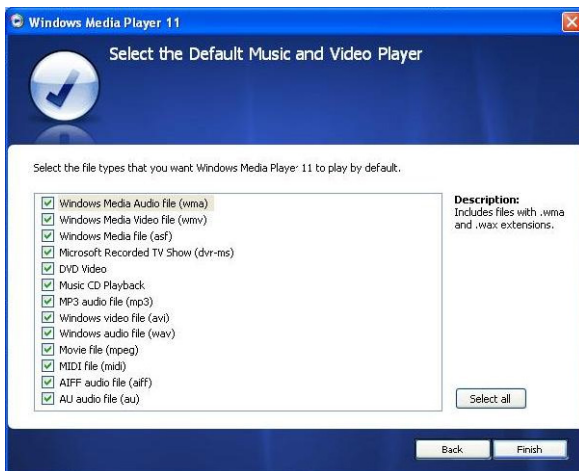 Windows Media Player 11
Select the Default Music and Video Player
Select the file types that you want Windows Media Player 11 to play by default.
Windows Media Audio file (wma)
Windows Media Video file (wmv)
Windows Media file (asf)
Microsoft Recorded TV Show (dvr-ms)
DVD Video
Music CD Playback
MP3 audio file (mp3)
Windows video file (avi)
Windows audio file (wav)
Movie file (mpeg)
MIDI file (midi)
AIFF audio file (aiff)
AU audio file (au)
Description:
Includes files with .wma
and .wax extensions.
Select all
Back
Finish